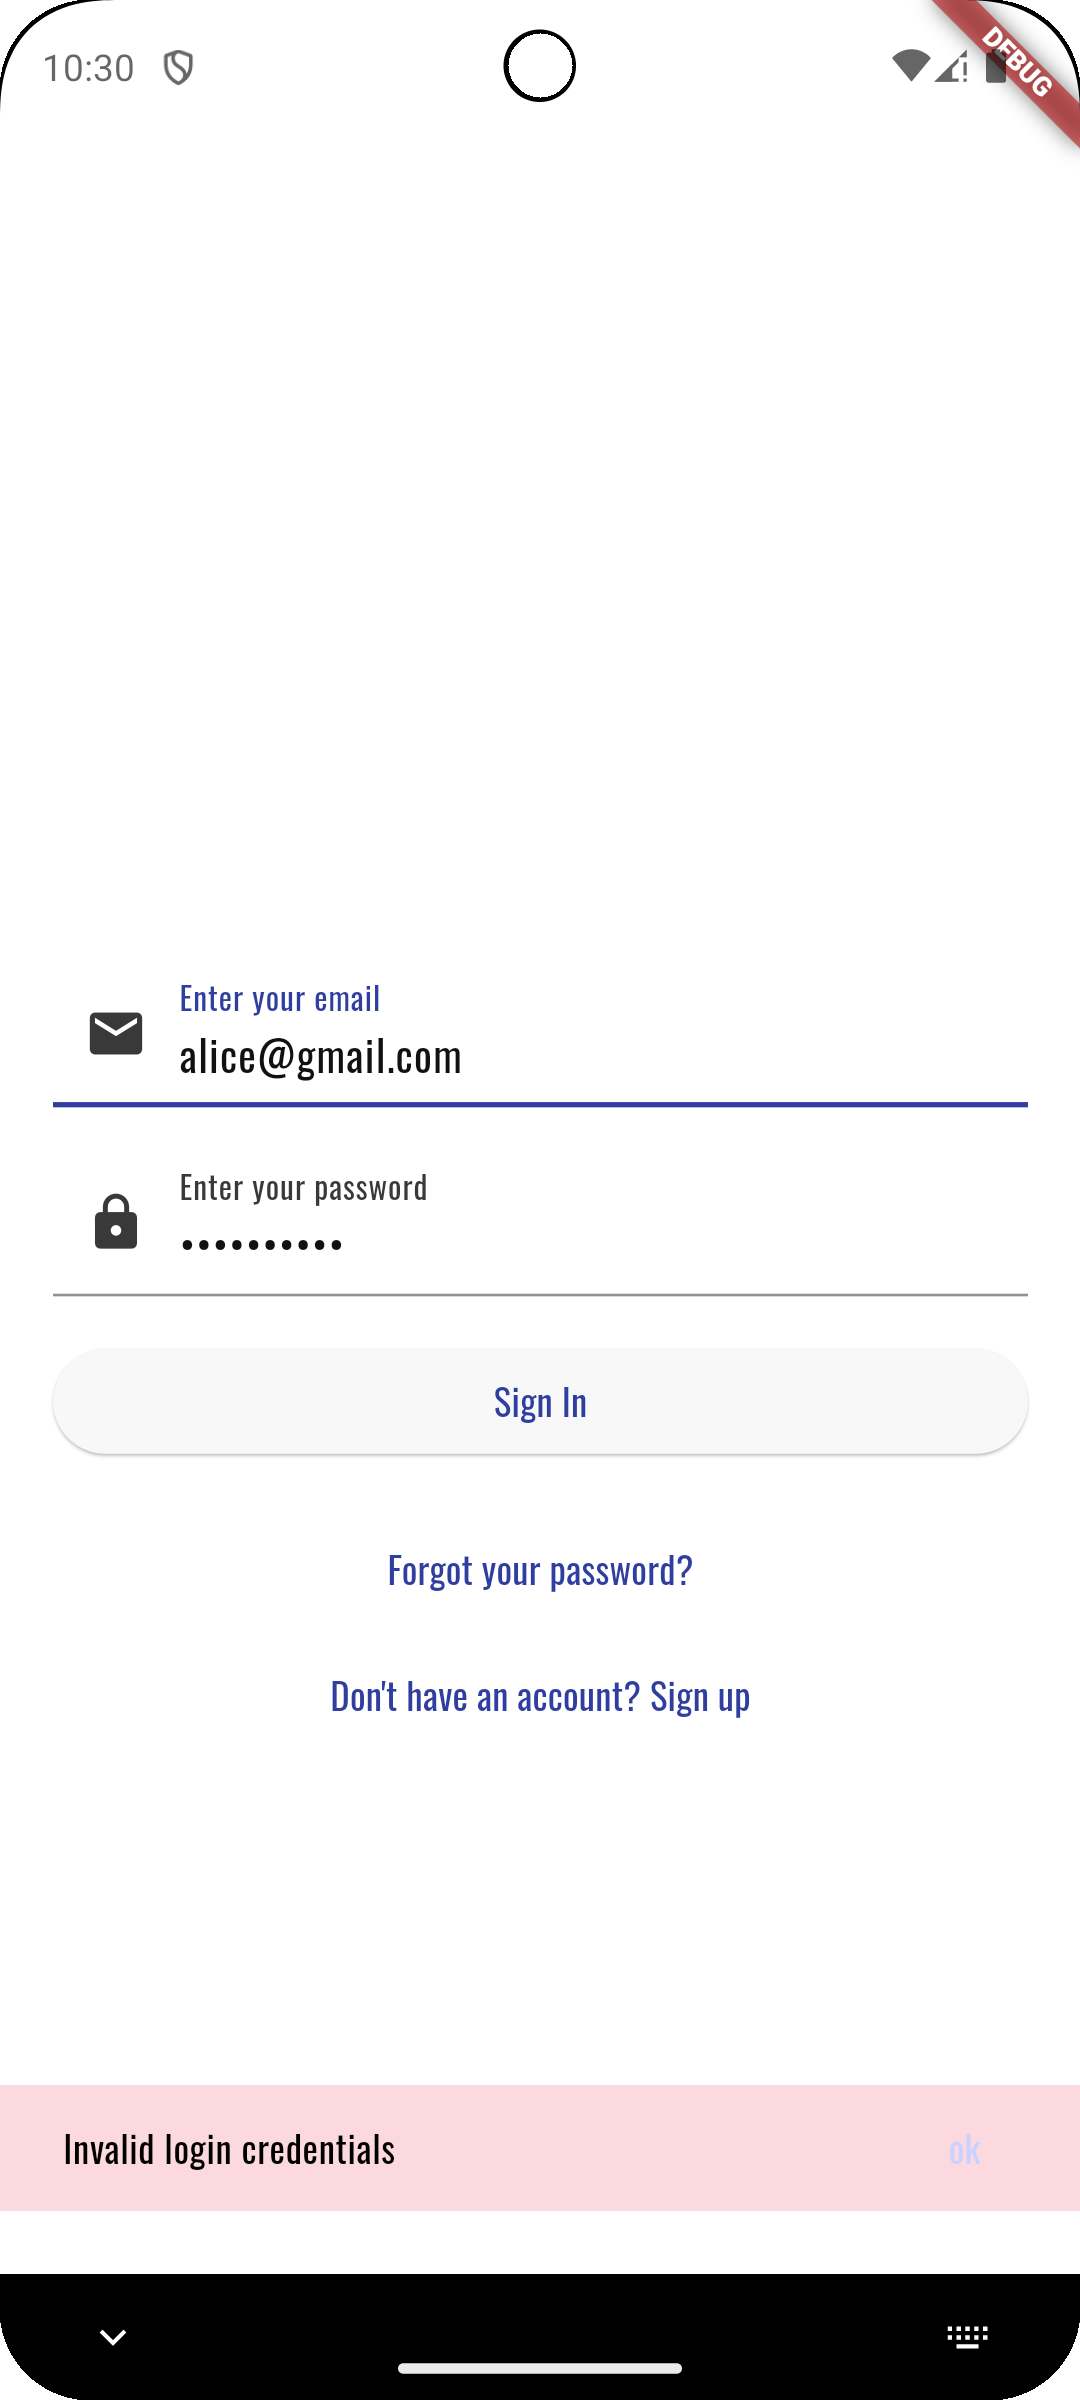 10:30
DEBUG
Enter your email
alice@gmail.com
Enter your password
••••••••••
Sign In
Forgot your password?
Don't have an account? Sign up
Invalid login credentials ok